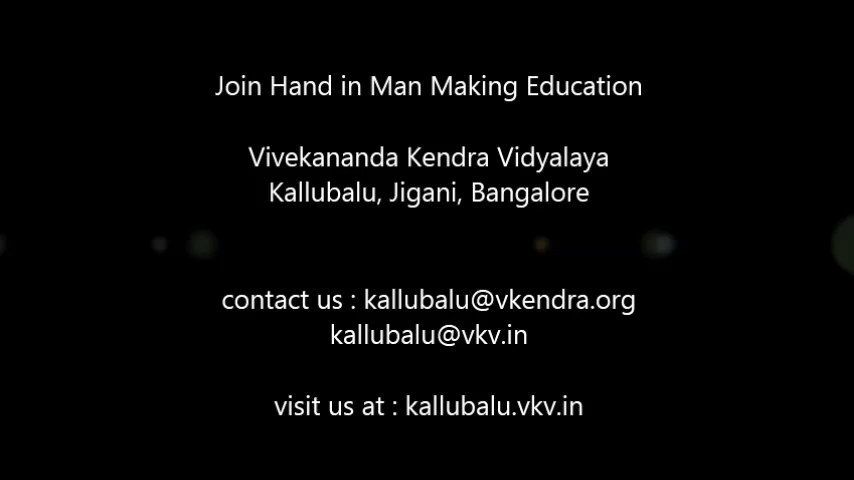 Join Hand in Man Making Education
Vivekananda Kendra Vidyalaya
Kallubalu, Jigani, Bangalore
contact us : kallubalu@vkendra.org
kallubalu@vkv.in
visit us at : kallubalu.vkv.in